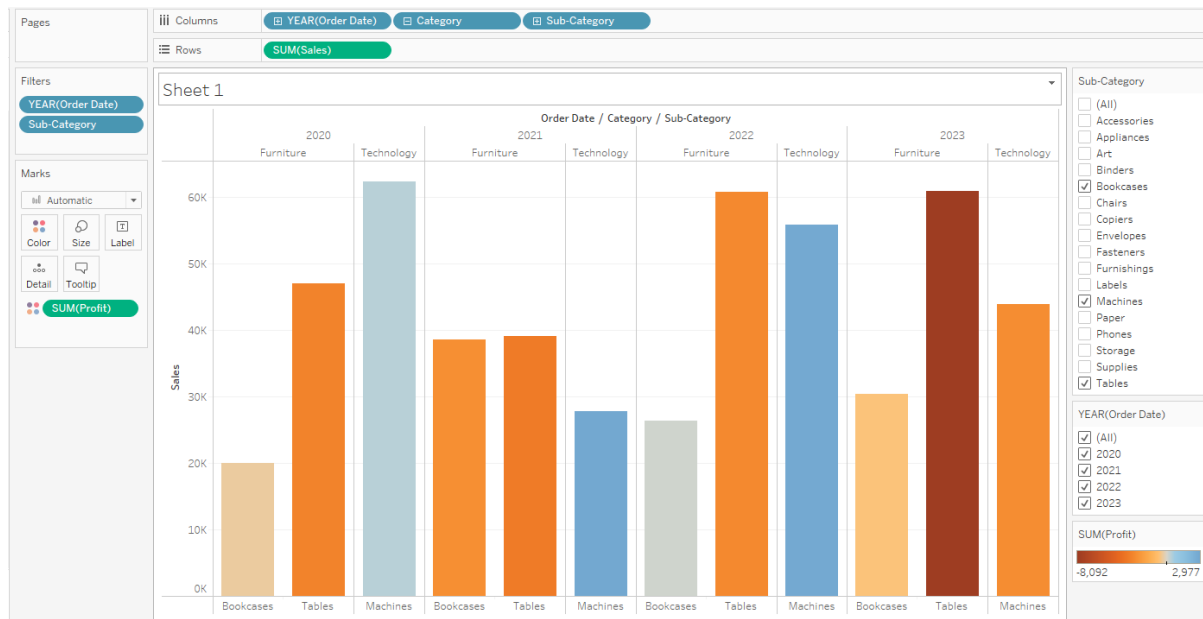 Pages
Columns
YEAR(Order Date)
Category
Sub-Category
Rows
SUM(Sales)
Filters
YEAR(Order Date)
Sub-Category
Marks
Automatic
Color
Size
Label
Detail
Tooltip
SUM(Profit)
Sheet 1
Order Date / Category / Sub-Category
2020 2021 2022 2023
Furniture Technology Furniture Technology Furniture Technology Furniture Technology
Sales
60K
50K
40K
30K
20K
10K
0K
Bookcases Tables Machines Bookcases Tables Machines Bookcases Tables Machines Bookcases Tables Machines
Sub-Category
(All)
Accessories
Appliances
Art
Binders
Bookcases
Chairs
Copiers
Envelopes
Fasteners
Furnishings
Labels
Machines
Paper
Phones
Storage
Supplies
Tables
YEAR(Order Date)
(All)
2020
2021
2022
2023
SUM(Profit)
-8,092 2,977